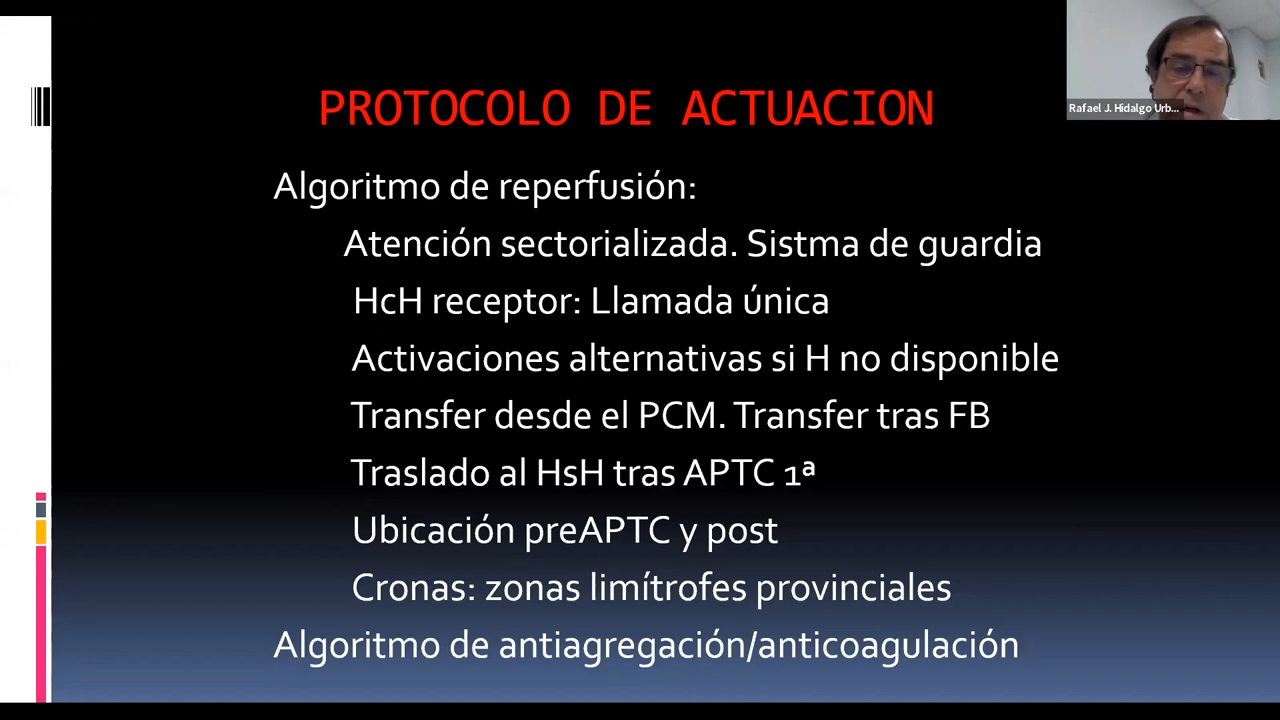 PROTOCOLO DE ACTUACION
Rafael J. Hidalgo Urb...
Algoritmo de reperfusión:
Atención sectorializada. Sistma de guardia
HcH receptor: Llamada única
Activaciones alternativas si H no disponible
Transfer desde el PCM. Transfer tras FB
Traslado al HsH tras APTC 1ª
Ubicación preAPTC y post
Cronas: zonas limítrofes provinciales
Algoritmo de antiagregación/anticoagulación